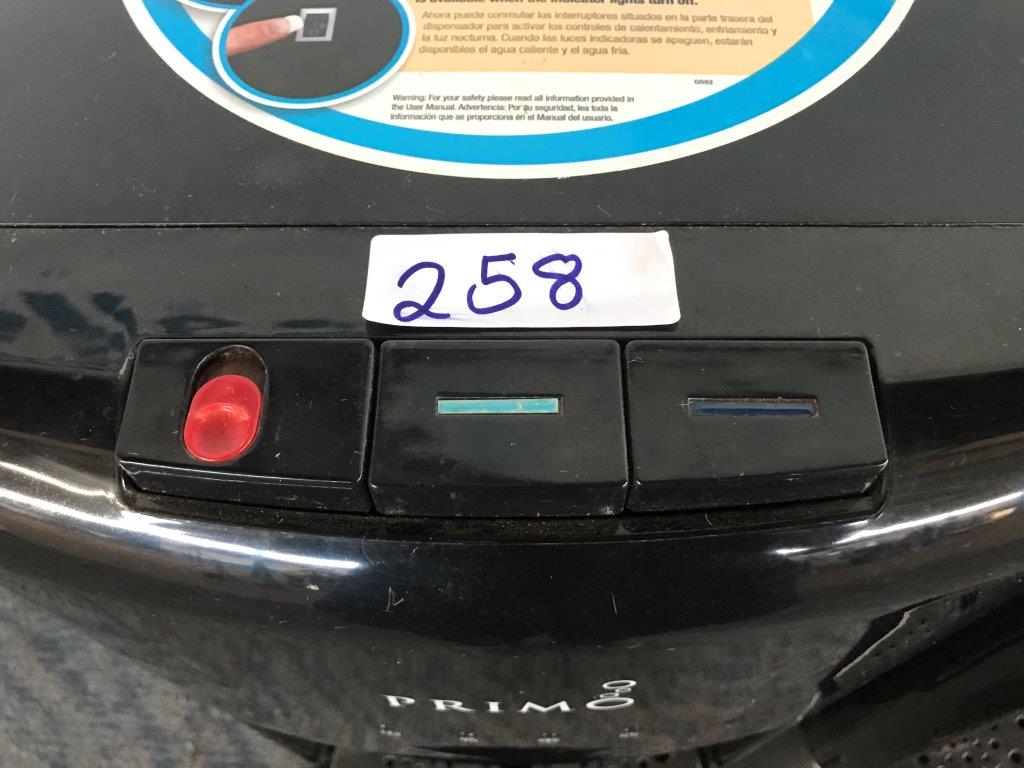 is available when the indicator lights turn off.
Ahora puede conmutar los interruptores situados en la parte trasera del
dispensador para activar los controles de calentamiento, enfriamiento y
la luz nocturna. Cuando las luces indicadoras se apaguen, estarán
disponibles el agua caliente y el agua fría.
G052
Warning: For your safety please read all information provided in
the User Manual. Advertencia: Por su seguridad, lea toda la
información que se proporciona en el Manual del usuario.
258
PRIMO